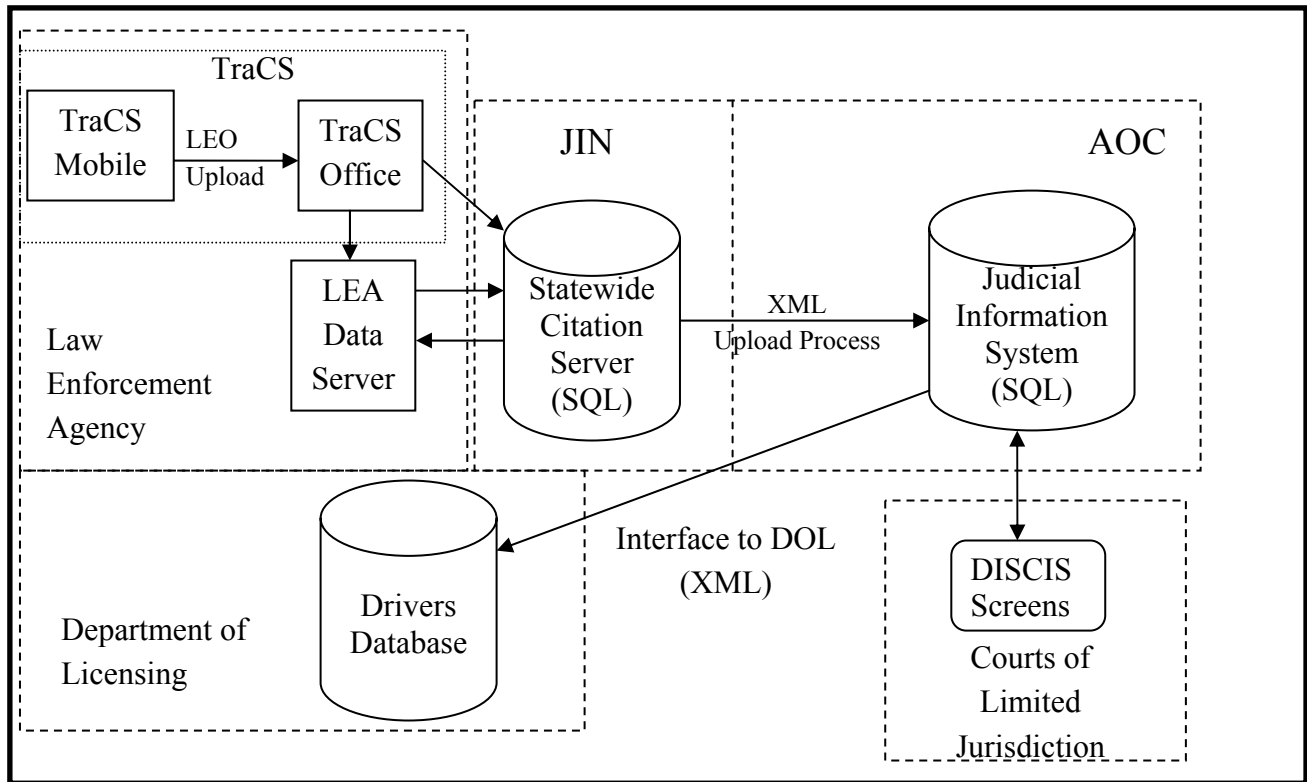 TraCS
TraCS
Mobile
LEO
Upload
TraCS
Office
JIN
AOC
LEA
Data
Server
Law
Enforcement
Agency
Statewide
Citation
Server
(SQL)
XML
Upload Process
Judicial
Information
System
(SQL)
Interface to DOL
(XML)
Drivers
Database
Department of
Licensing
DISCIS
Screens
Courts of
Limited
Jurisdiction